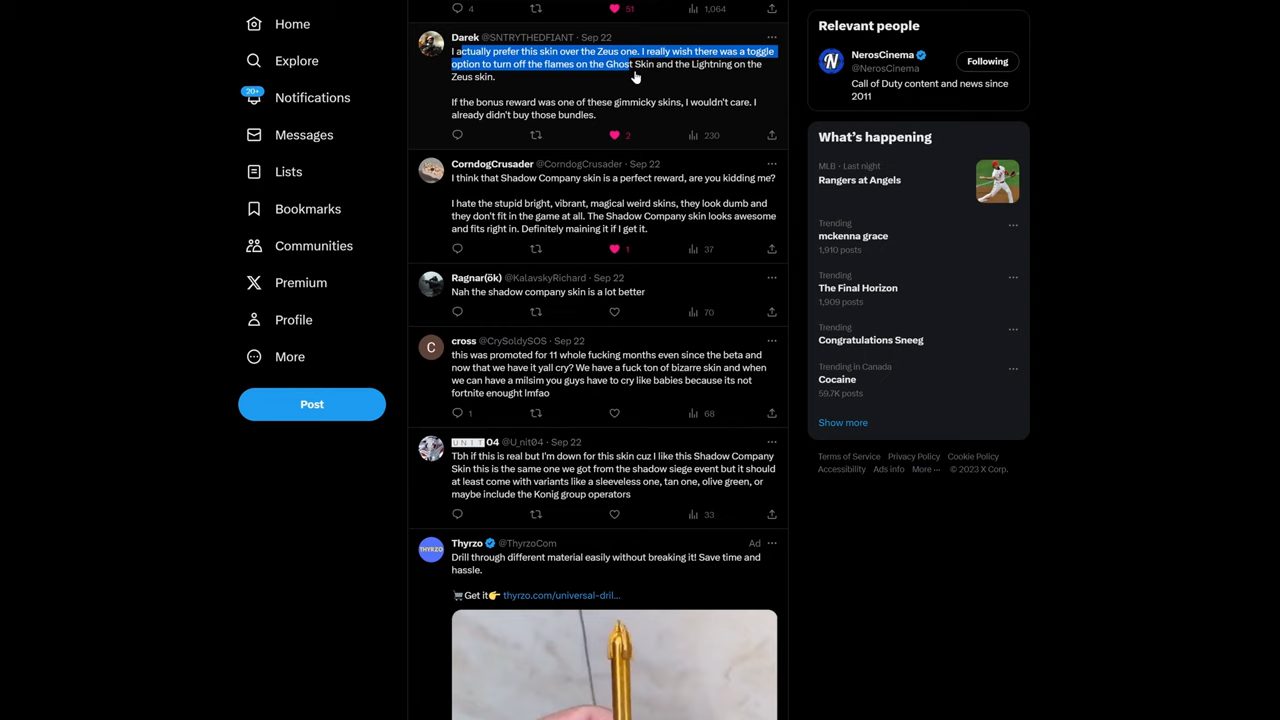 Home
Explore
20+
Notifications
Messages
Lists
Bookmarks
Communities
Premium
Profile
More
Post
4
51
1,064
Darek @SNTRYTHEDFIANT · Sep 22
I actually prefer this skin over the Zeus one. I really wish there was a toggle
option to turn off the flames on the Ghost Skin and the Lightning on the
Zeus skin.
If the bonus reward was one of these gimmicky skins, I wouldn't care. I
already didn't buy those bundles.
2
230
CorndogCrusader @CorndogCrusader · Sep 22
I think that Shadow Company skin is a perfect reward, are you kidding me?
I hate the stupid bright, vibrant, magical weird skins, they look dumb and
they don't fit in the game at all. The Shadow Company skin looks awesome
and fits right in. Definitely maining it if I get it.
1
37
Ragnar(ök) @KalavskyRichard · Sep 22
Nah the shadow company skin is a lot better
70
C
cross @CrySoldySOS · Sep 22
this was promoted for 11 whole fucking months even since the beta and
now that we have it yall cry? We have a fuck ton of bizarre skin and when
we can have a milsim you guys have to cry like babies because its not
fortnite enought lmfao
1
68
UNIT04 @U_nit04 · Sep 22
Tbh if this is real but I'm down for this skin cuz I like this Shadow Company
Skin this is the same one we got from the shadow siege event but it should
at least come with variants like a sleeveless one, tan one, olive green, or
maybe include the Konig group operators
33
THYRZO
Thyrzo @ThyrzoCom
Ad
Drill through different material easily without breaking it! Save time and
hassle.
🛒Get it👉 thyrzo.com/universal-dril...
Relevant people
NerosCinema
@NerosCinema
Following
Call of Duty content and news since
2011
What's happening
MLB · Last night
Rangers at Angels
Trending
mckenna grace
1,910 posts
Trending
The Final Horizon
1,909 posts
Trending
Congratulations Sneeg
Trending in Canada
Cocaine
59.7K posts
Show more
Terms of Service Privacy Policy Cookie Policy
Accessibility Ads info More ··· © 2023 X Corp.